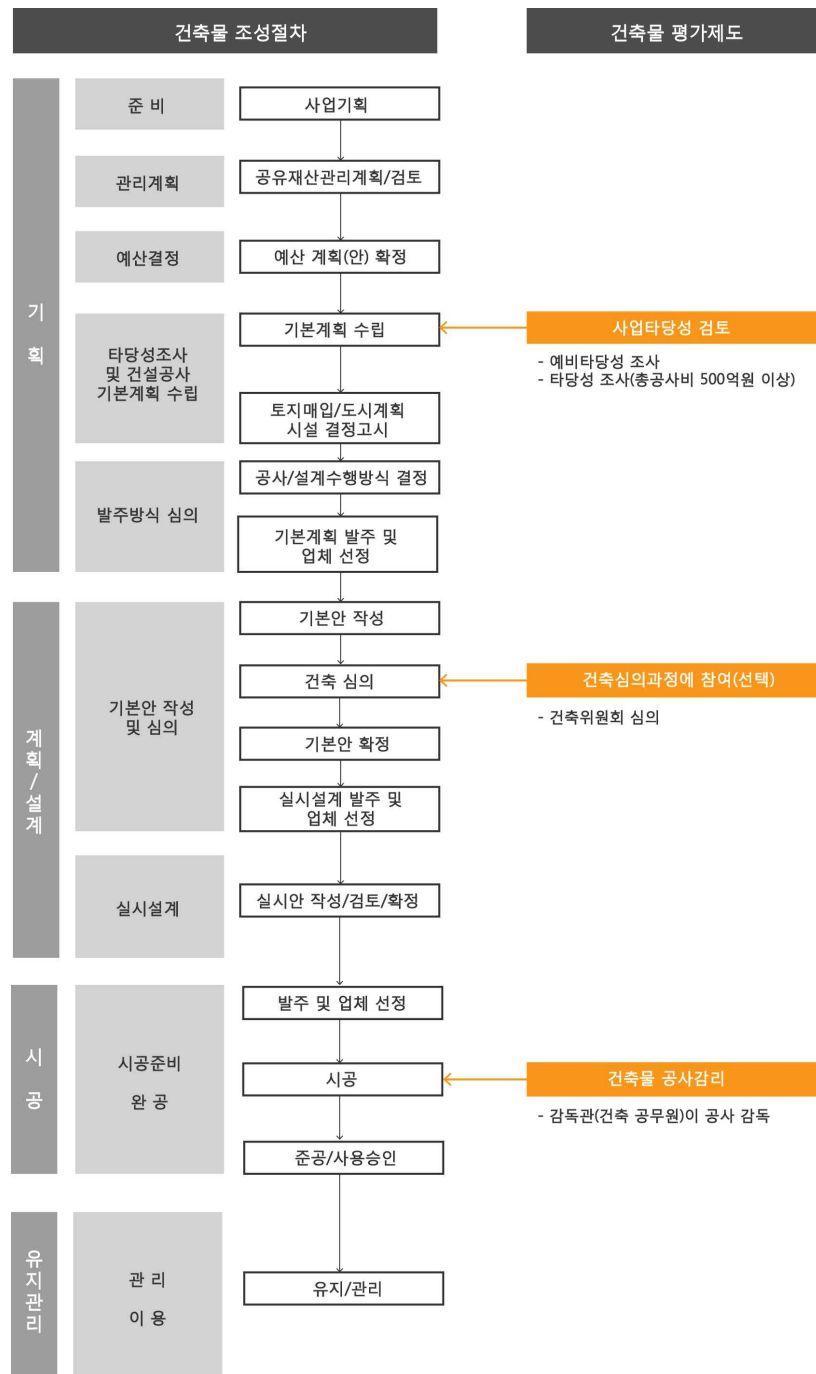 건축물 조성절차
건축물 평가제도
기
획
준 비
사업기획
관리계획
공유재산관리계획/검토
예산결정
예산 계획(안) 확정
타당성조사
및 건설공사
기본계획 수립
기본계획 수립
사업타당성 검토
- 예비타당성 조사
- 타당성 조사(총공사비 500억원 이상)
토지매입/도시계획
시설 결정고시
발주방식 심의
공사/설계수행방식 결정
기본계획 발주 및
업체 선정
계
획
/
설
계
기본안 작성
및 심의
기본안 작성
건축 심의
건축심의과정에 참여(선택)
- 건축위원회 심의
기본안 확정
실시설계 발주 및
업체 선정
실시설계
실시안 작성/검토/확정
시
공
시공준비
완 공
발주 및 업체 선정
시공
건축물 공사감리
- 감독관(건축 공무원)이 공사 감독
준공/사용승인
유
지
관
리
관 리
이 용
유지/관리